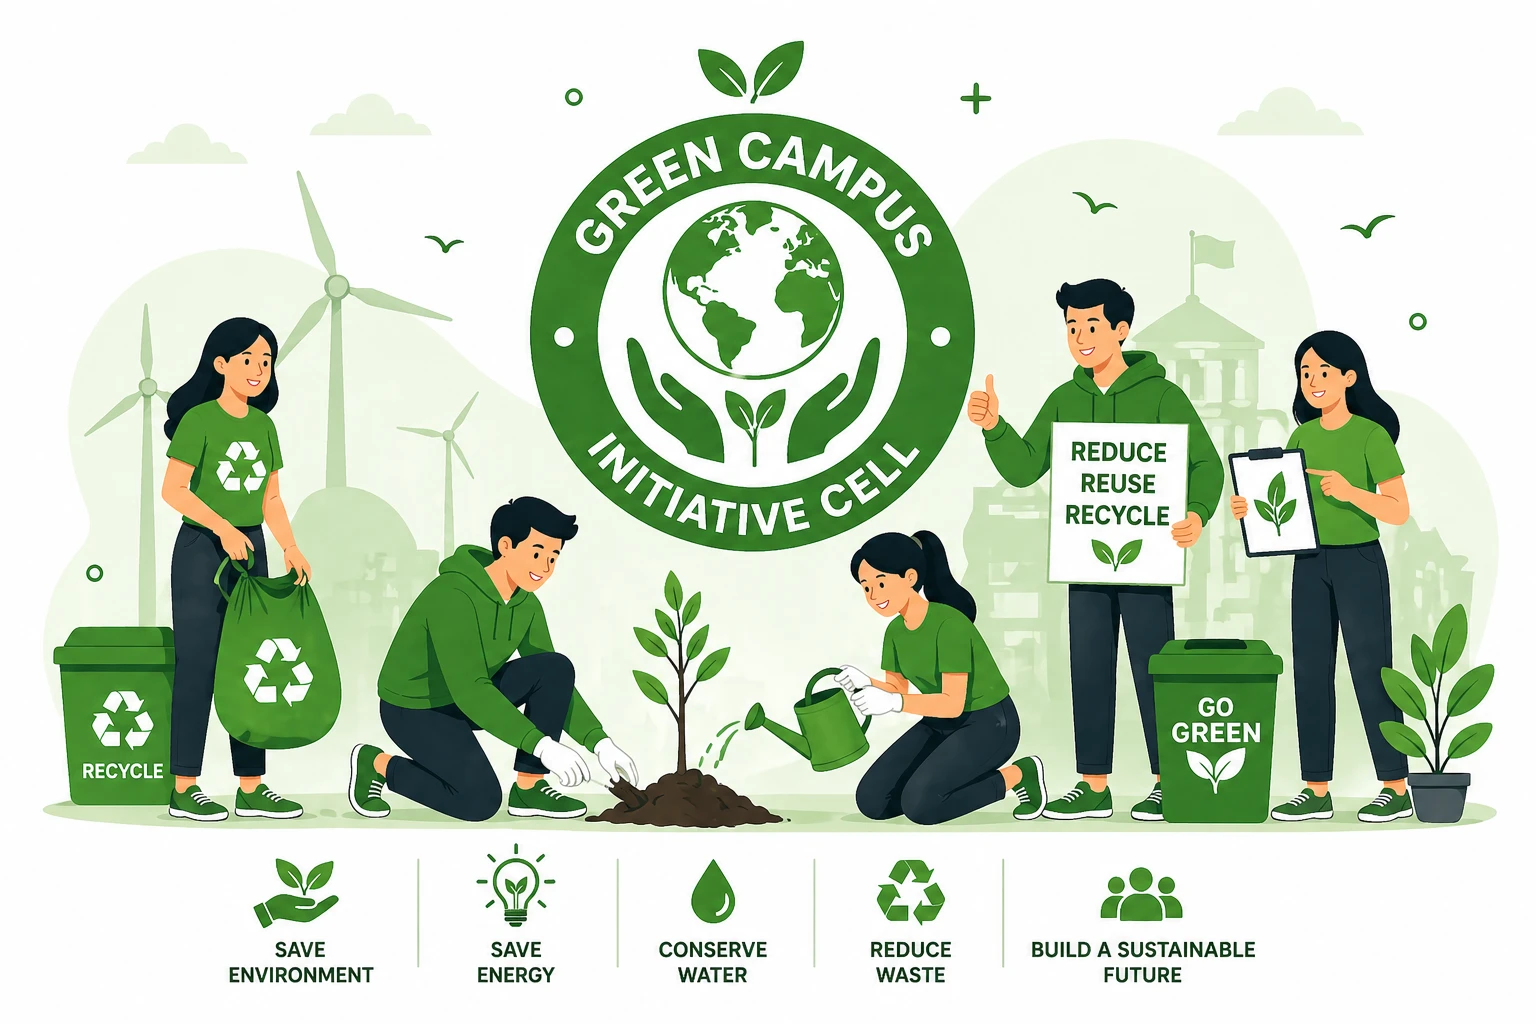 GREEN CAMPUS
INITIATIVE CELL
REDUCE
REUSE
RECYCLE
RECYCLE
GO
GREEN
SAVE
ENVIRONMENT
SAVE
ENERGY
CONSERVE
WATER
REDUCE
WASTE
BUILD A SUSTAINABLE
FUTURE